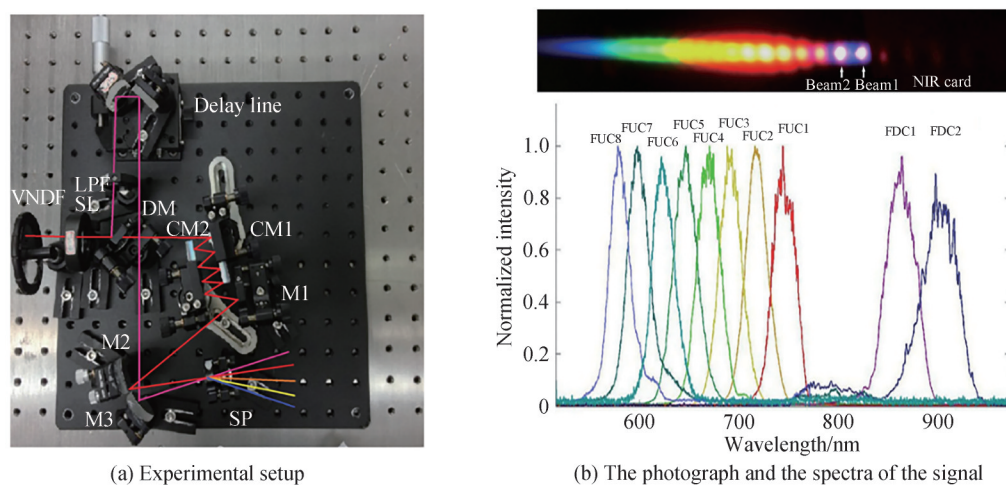 Delay line
VNDF
LPF
SL
DM
CM2
CM1
M1
M2
M3
SP
(a) Experimental setup
Beam2
Beam1
NIR card
Normalized intensity
1.0
0.8
0.6
0.4
0.2
0
FUC8
FUC7
FUC6
FUC5
FUC4
FUC3
FUC2
FUC1
FDC1
FDC2
600
700
800
900
Wavelength/nm
(b) The photograph and the spectra of the signal